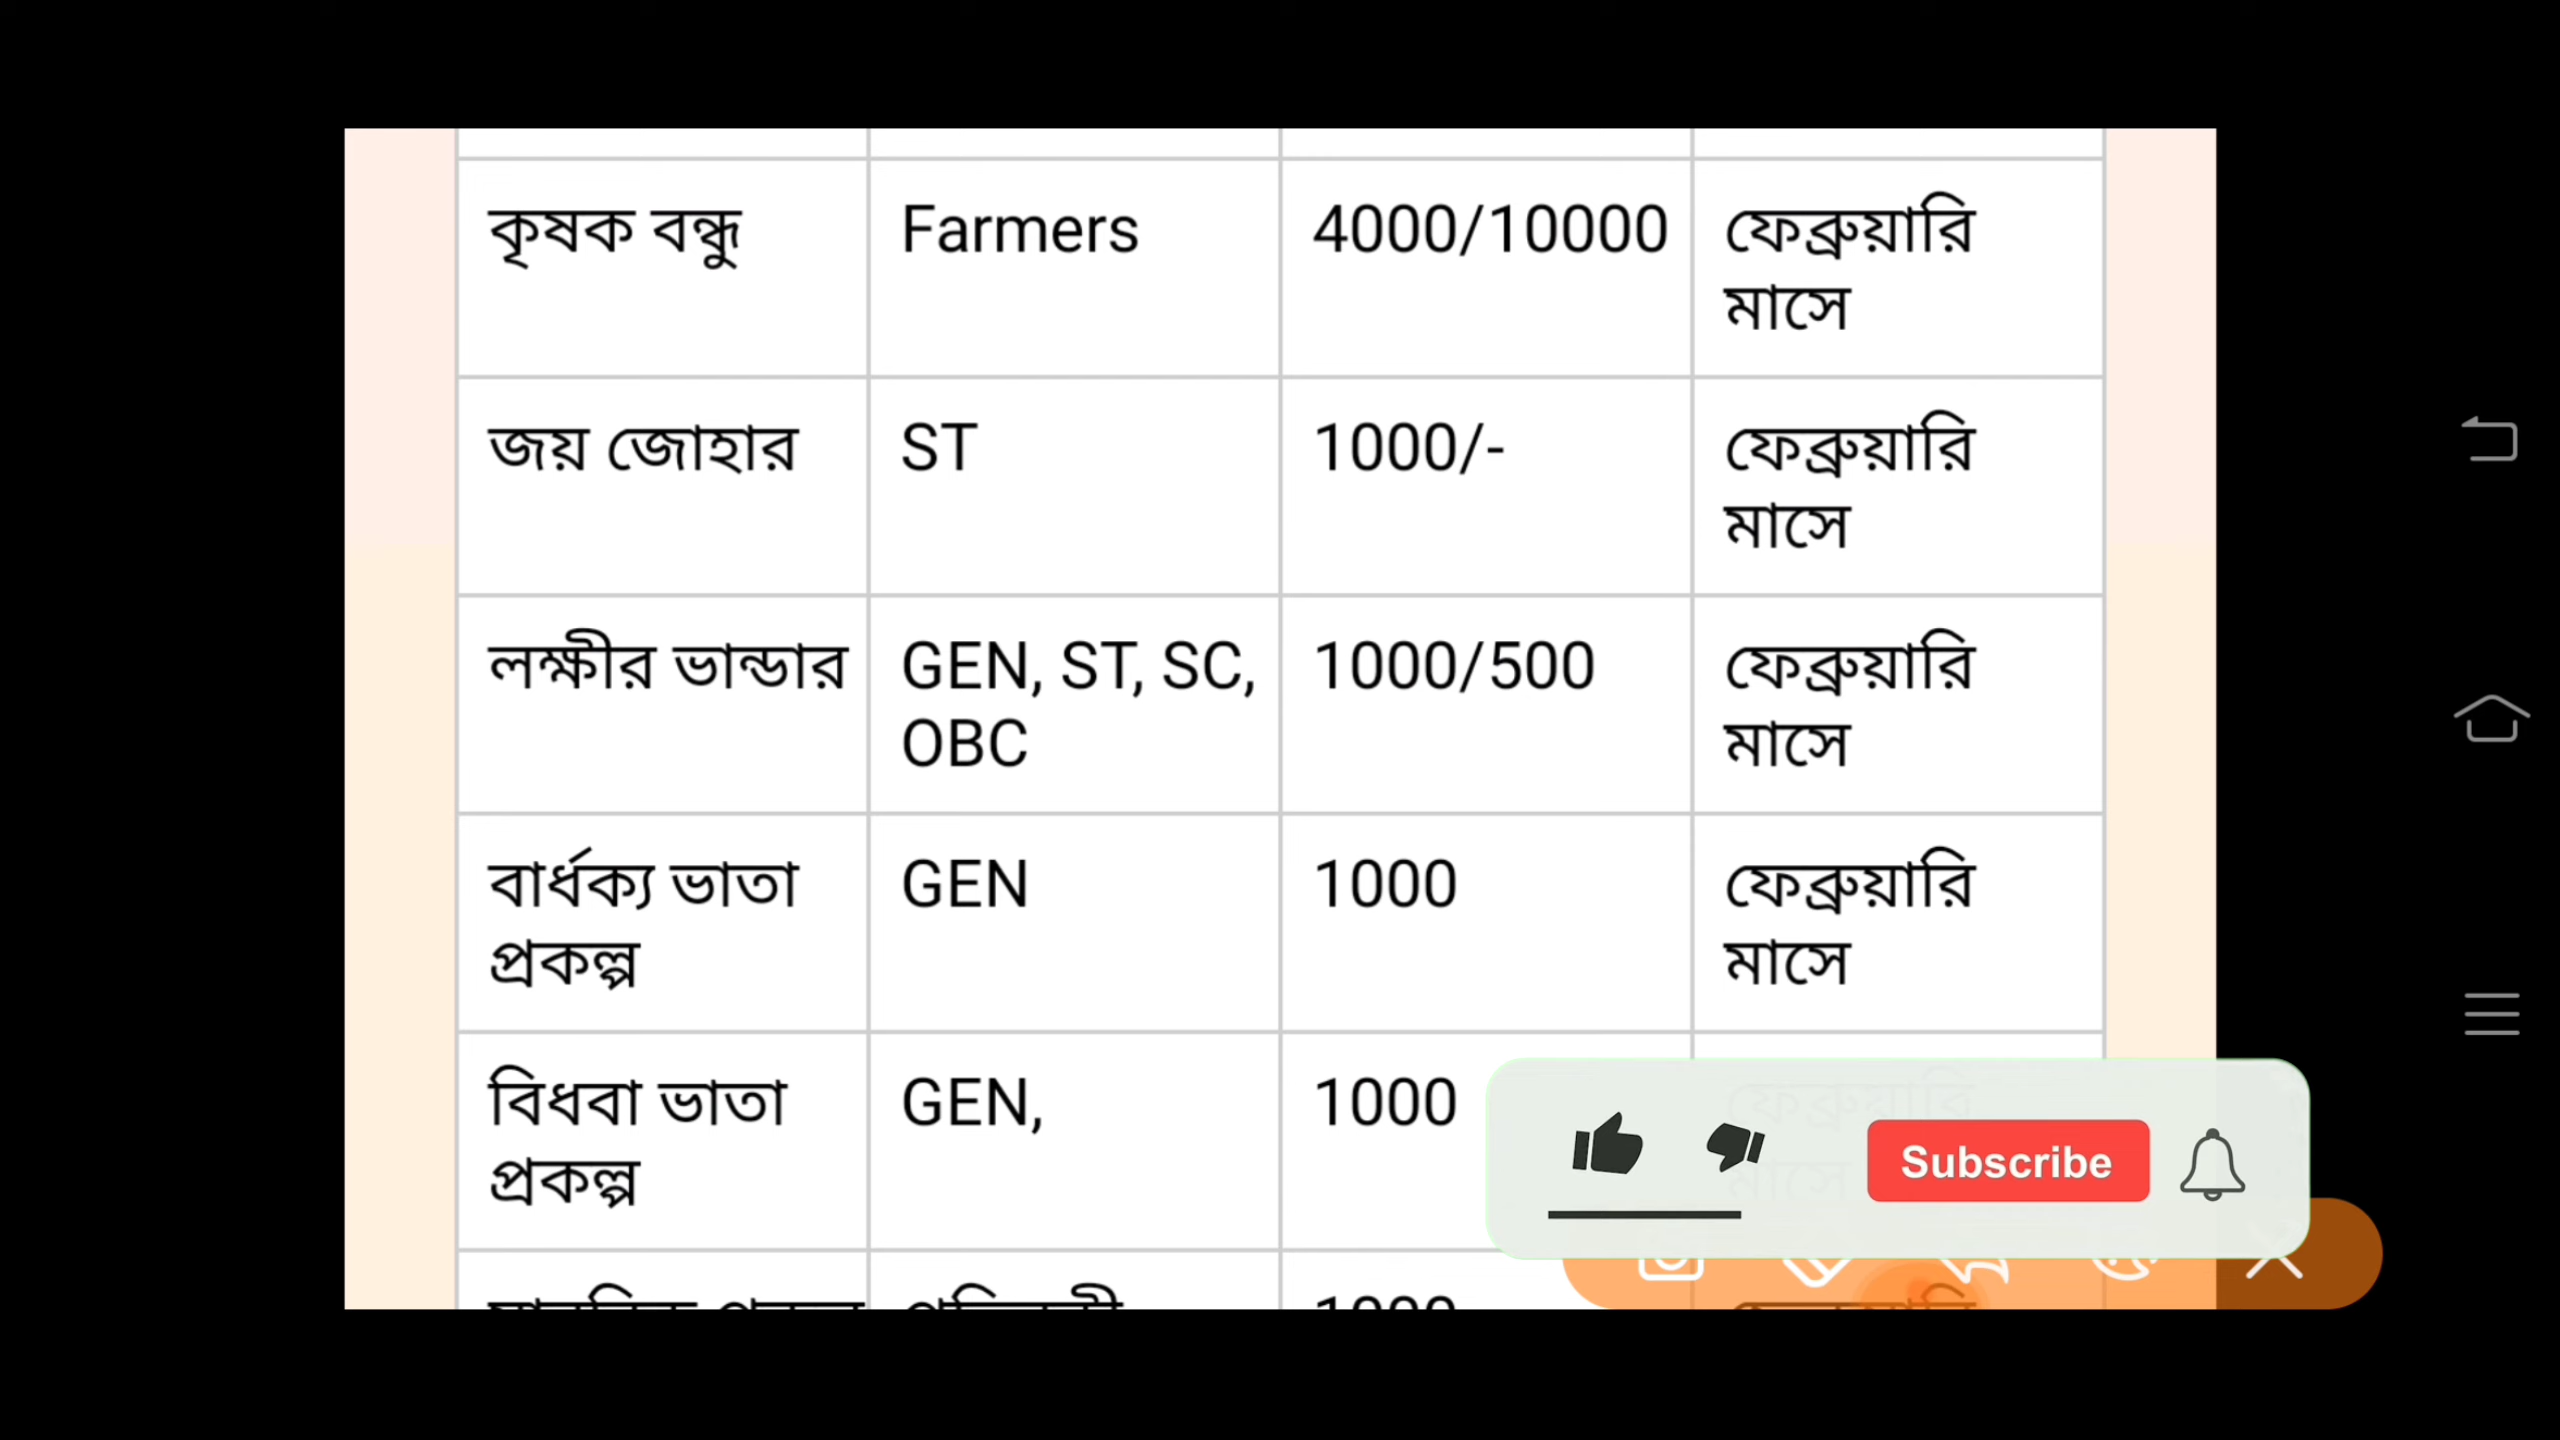 কৃষক বন্ধু Farmers 4000/10000 ফেব্রুয়ারি
মাসে
জয় জোহার ST 1000/- ফেব্রুয়ারি
মাসে
লক্ষীর ভান্ডার GEN, ST, SC, 1000/500 ফেব্রুয়ারি
OBC মাসে
বার্ধক্য ভাতা GEN 1000 ফেব্রুয়ারি
প্রকল্প মাসে
বিধবা ভাতা GEN, 1000 ফেব্রুয়ারি
প্রকল্প মাসে
Subscribe